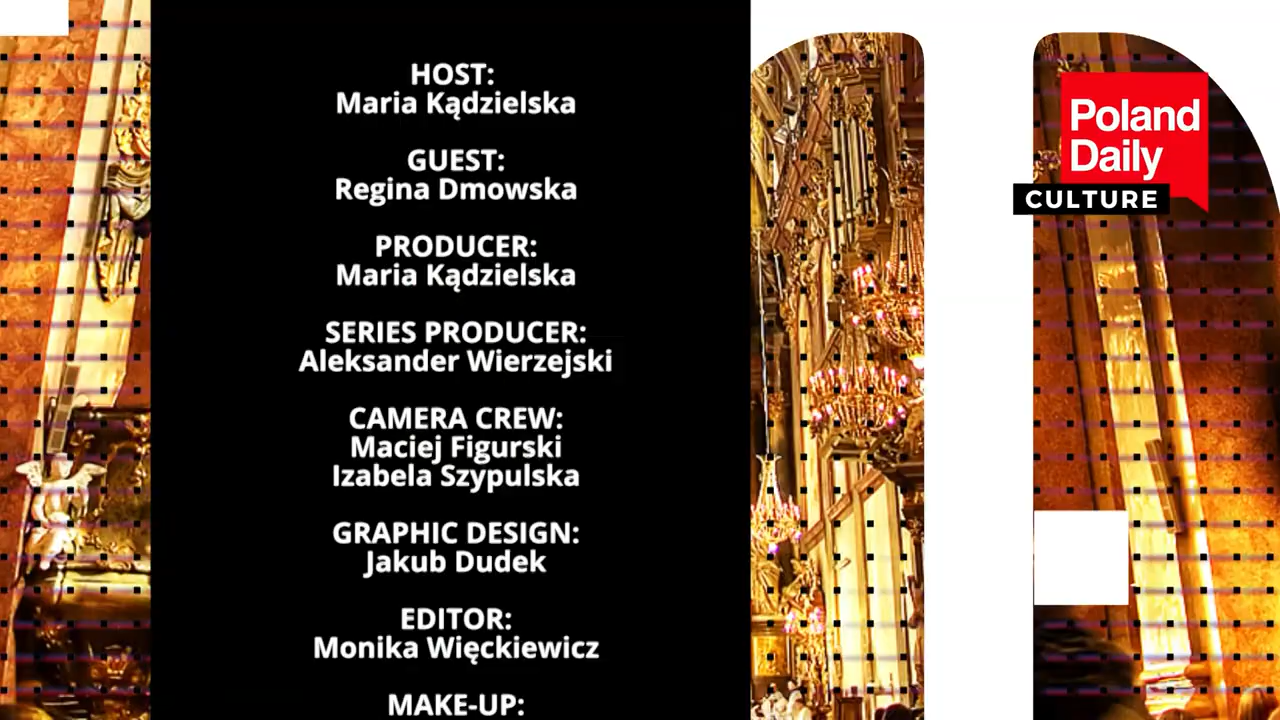 HOST:
Maria Kądzielska
GUEST:
Regina Dmowska
PRODUCER:
Maria Kądzielska
SERIES PRODUCER:
Aleksander Wierzejski
CAMERA CREW:
Maciej Figurski
Izabela Szypulska
GRAPHIC DESIGN:
Jakub Dudek
EDITOR:
Monika Więckiewicz
MAKE-UP:
Poland
Daily
CULTURE